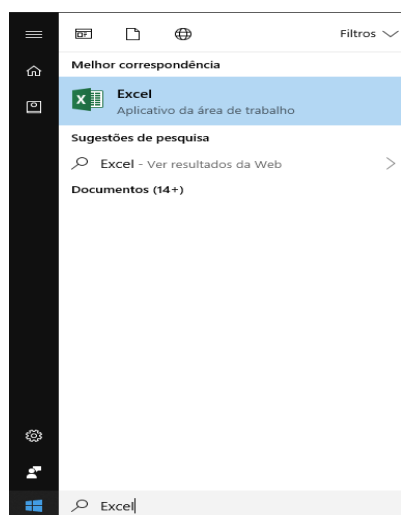 Filtros
Melhor correspondência
Excel
Aplicativo da área de trabalho
Sugestões de pesquisa
Excel - Ver resultados da Web
Documentos (14+)
Excel